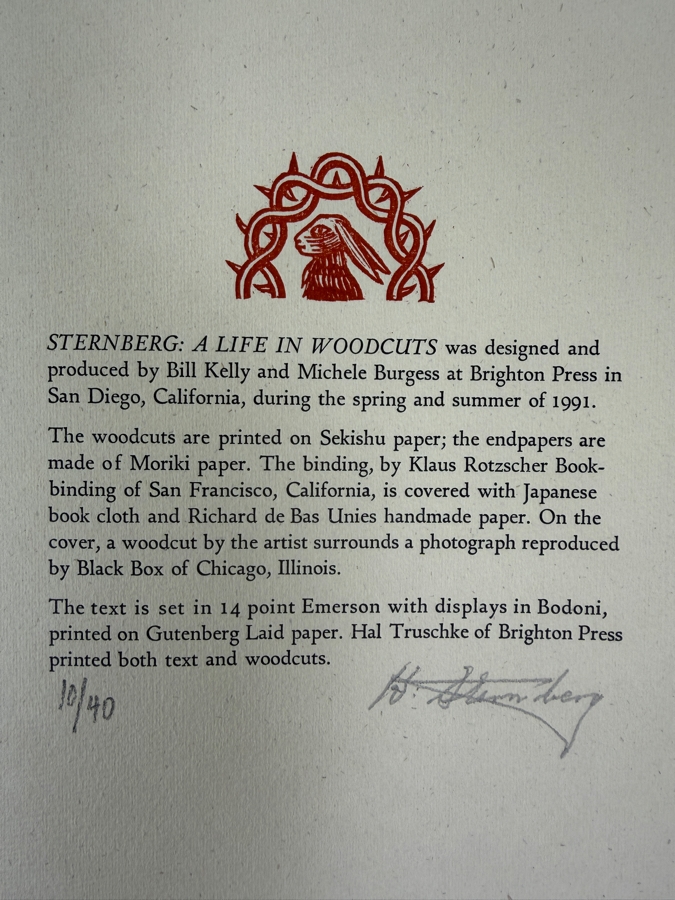 STERNBERG: A LIFE IN WOODCUTS was designed and
produced by Bill Kelly and Michele Burgess at Brighton Press in
San Diego, California, during the spring and summer of 1991.
The woodcuts are printed on Sekishu paper; the endpapers are
made of Moriki paper. The binding, by Klaus Rotzscher Book-
binding of San Francisco, California, is covered with Japanese
book cloth and Richard de Bas Unies handmade paper. On the
cover, a woodcut by the artist surrounds a photograph reproduced
by Black Box of Chicago, Illinois.
The text is set in 14 point Emerson with displays in Bodoni,
printed on Gutenberg Laid paper. Hal Truschke of Brighton Press
printed both text and woodcuts.
10/40 H. Sternberg